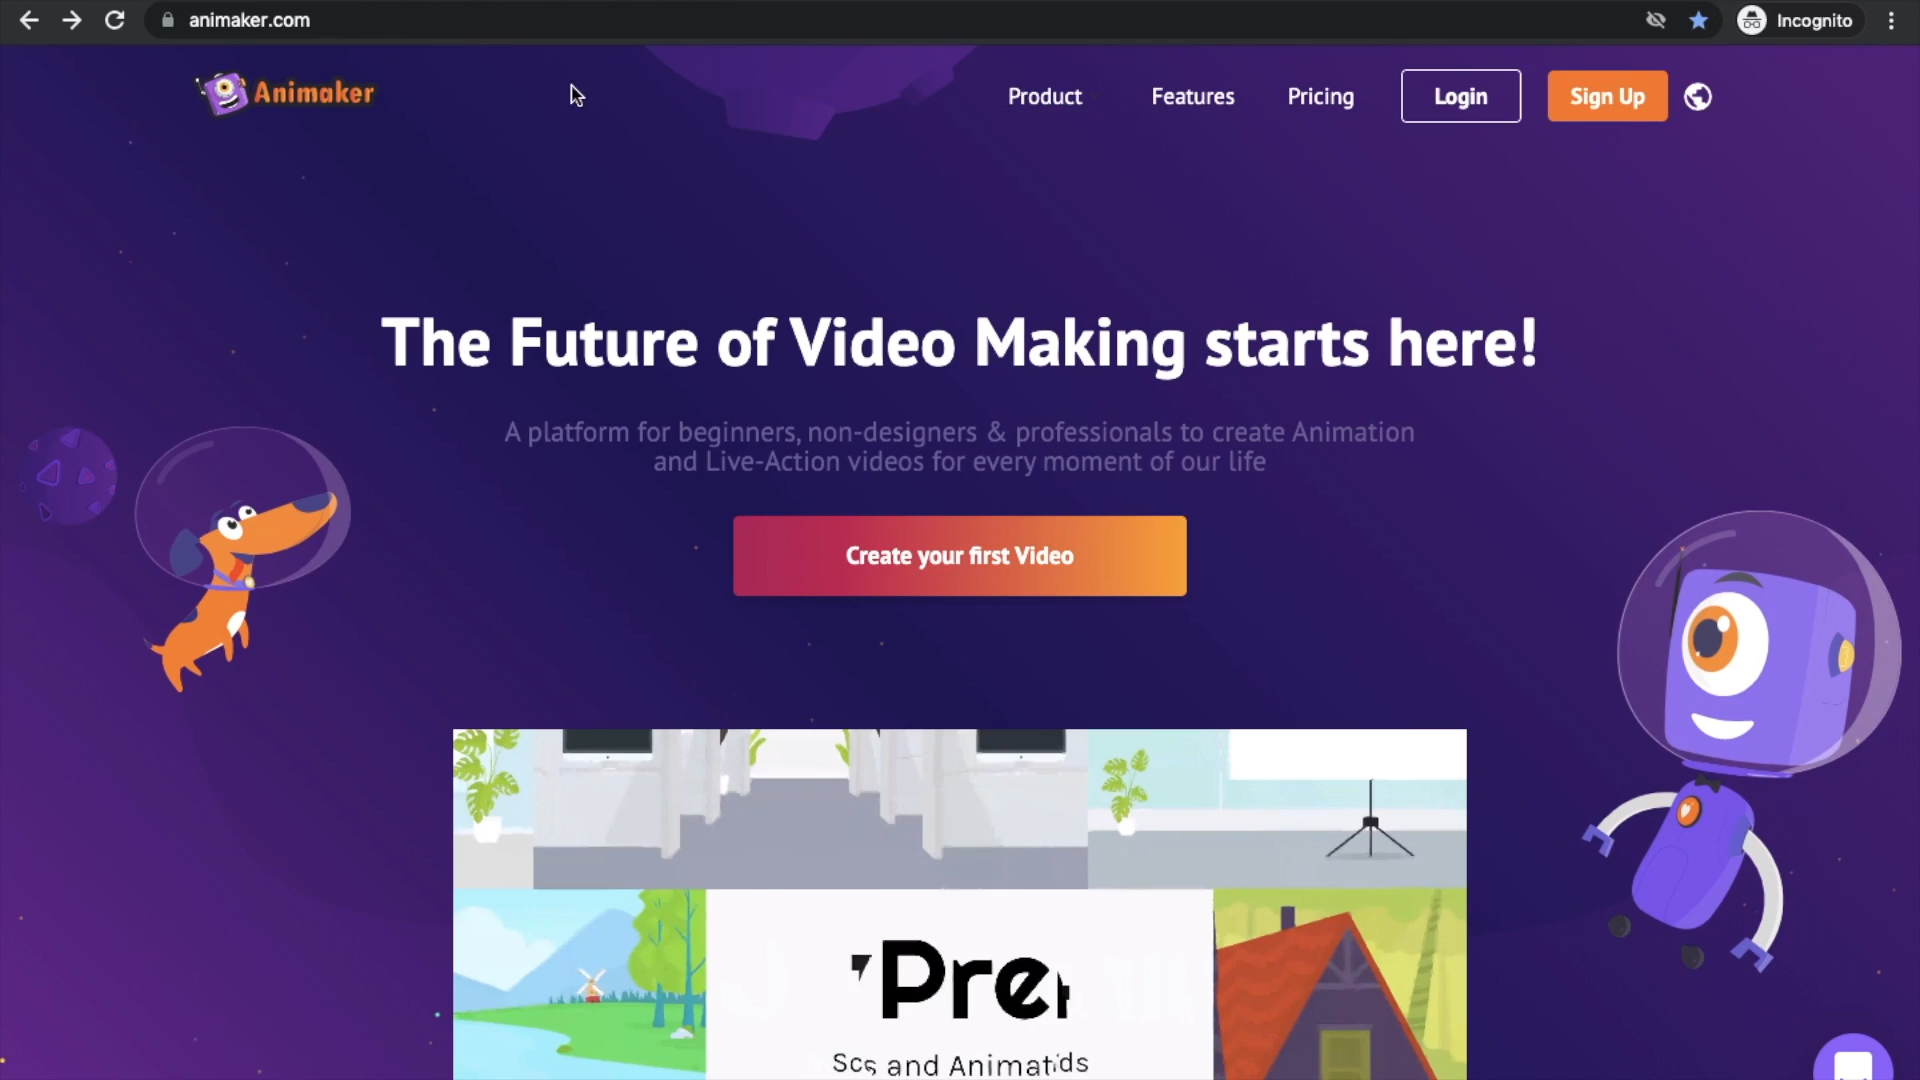 animaker.com
Incognito
Animaker
Product
Features
Pricing
Login
Sign Up
The Future of Video Making starts here!
A platform for beginners, non-designers & professionals to create Animation
and Live-Action videos for every moment of our life
Create your first Video
and